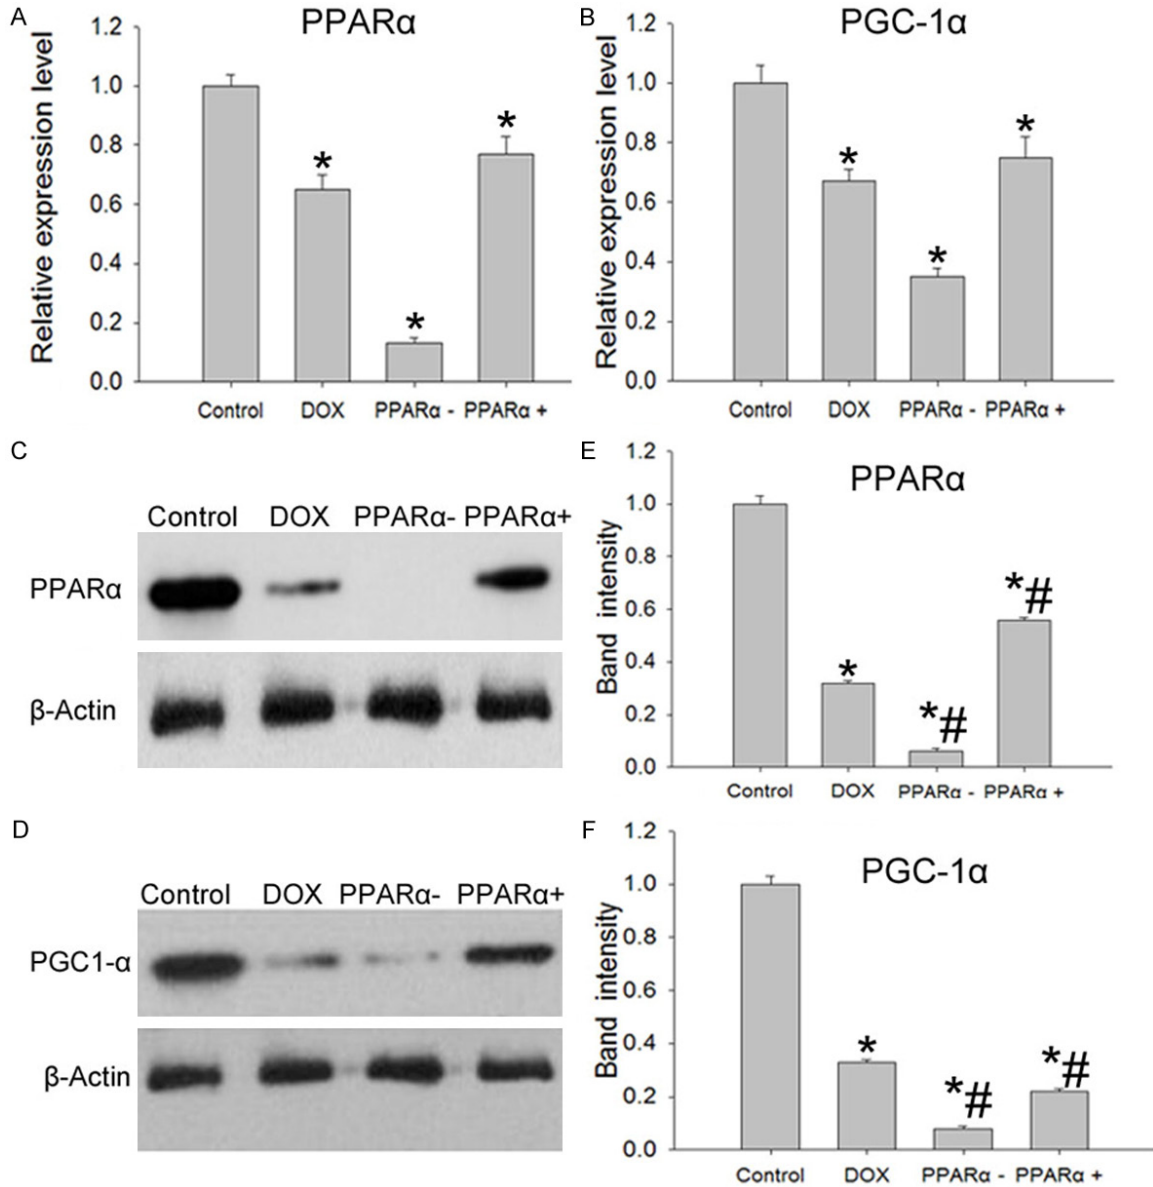 A
PPARα
Relative expression level
1.2
1.0
0.8
0.6
0.4
0.2
0.0
*
*
*
Control DOX PPARα - PPARα +
B
PGC-1α
Relative expression level
1.2
1.0
0.8
0.6
0.4
0.2
0.0
*
*
*
Control DOX PPARα - PPARα +
C
Control DOX PPARα- PPARα+
PPARα
β-Actin
E
PPARα
Band intensity
1.2
1.0
0.8
0.6
0.4
0.2
0.0
*
*#
*#
Control DOX PPARα - PPARα +
D
Control DOX PPARα- PPARα+
PGC1-α
β-Actin
F
PGC-1α
Band intensity
1.2
1.0
0.8
0.6
0.4
0.2
0.0
*
*#
*#
Control DOX PPARα - PPARα +